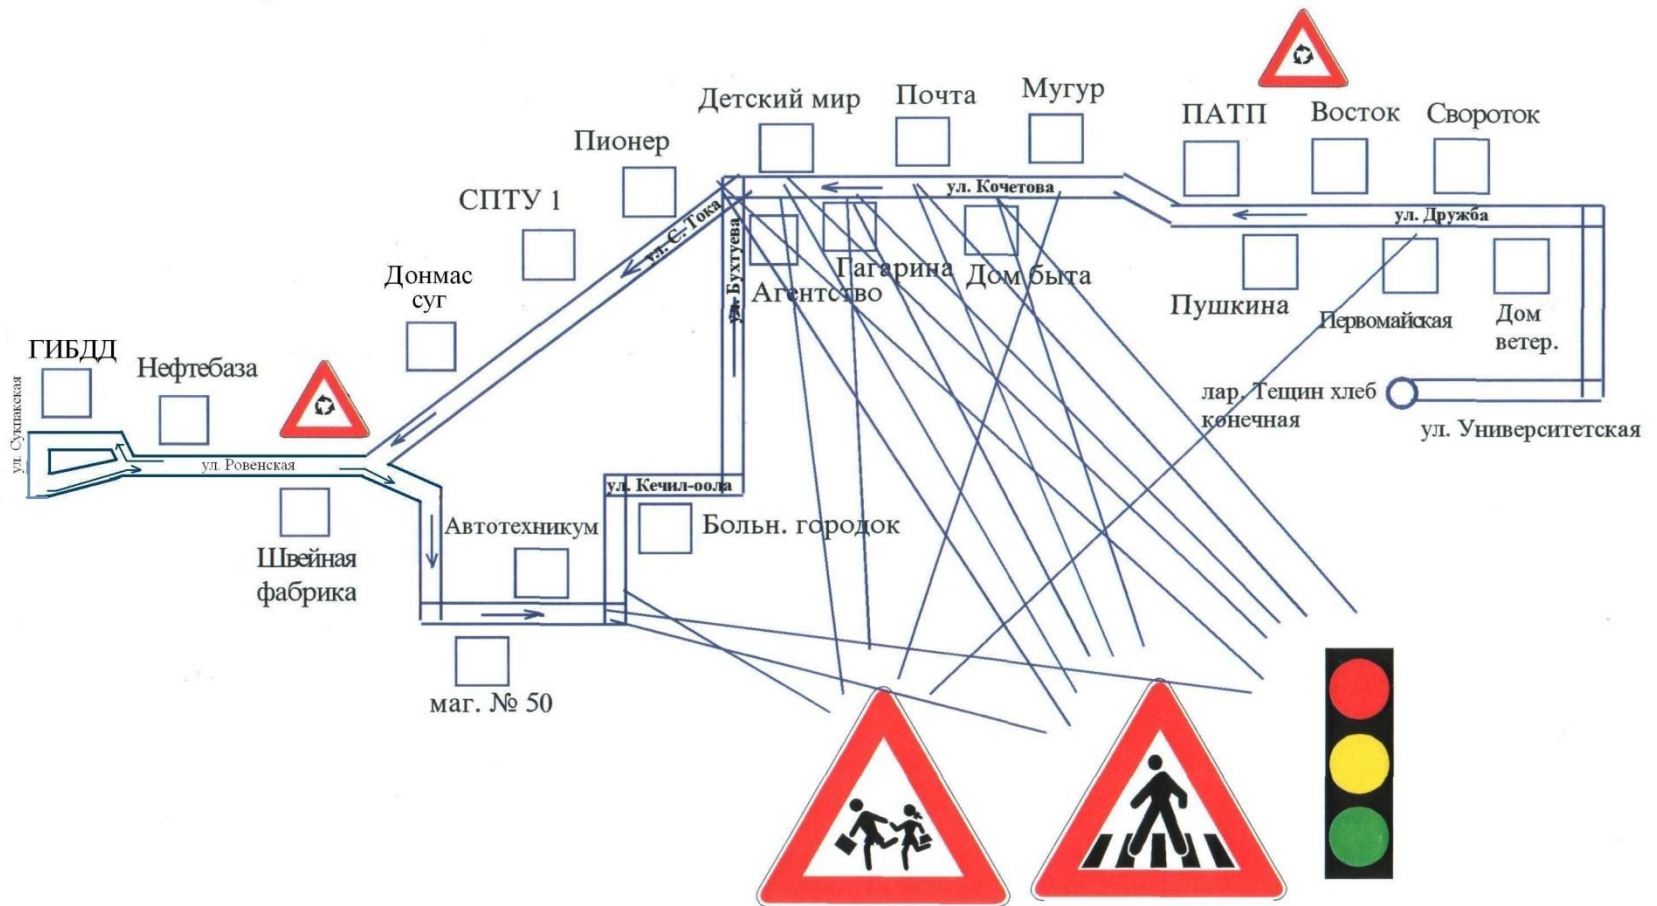 Детский мир
Почта
Мугур
Пионер
ПАТП
Восток
Свороток
СПТУ 1
ул. Кочетова
ул. Дружба
ул. С. Тока
ул. Бухтуева
Донмас
суг
Гагарина
Дом быта
Агентство
Пушкина
Первомайская
Дом
ветер.
ГИБДД
Нефтебаза
ул. Сукпакская
лар. Тещин хлеб
конечная
ул. Университетская
ул. Ровенская
ул. Кечил-оола
Автотехникум
Больн. городок
Швейная
фабрика
маг. № 50